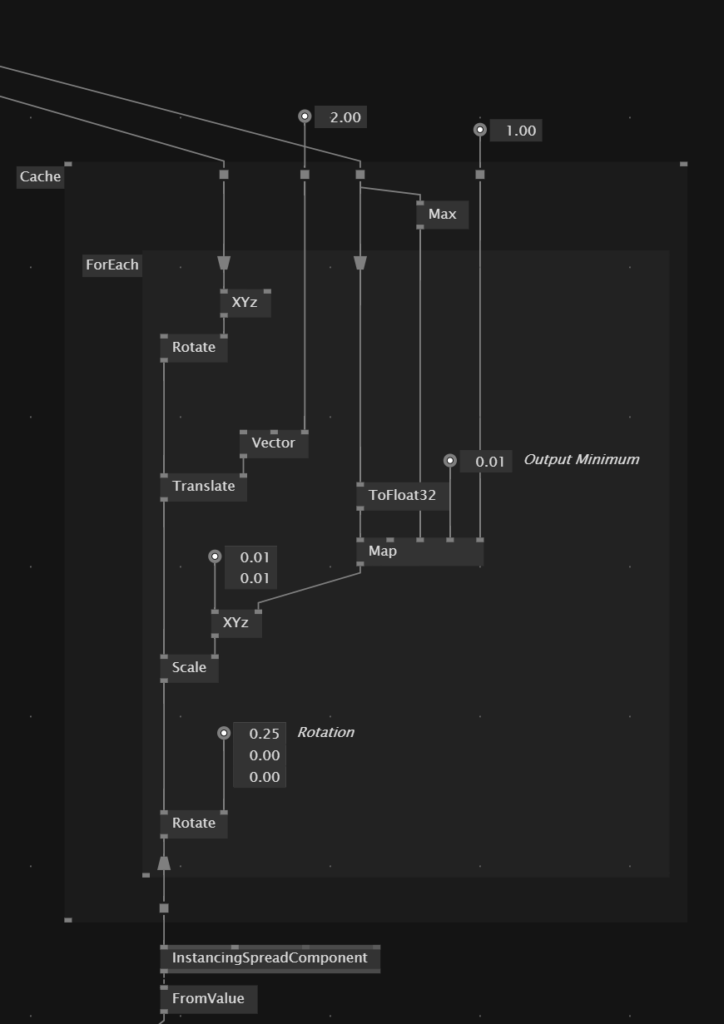 2.00
1.00
Cache
Max
ForEach
XYz
Rotate
Vector
0.01 Output Minimum
Translate
ToFloat32
Map
0.01
0.01
XYz
Scale
0.25 Rotation
0.00
0.00
Rotate
InstancingSpreadComponent
FromValue